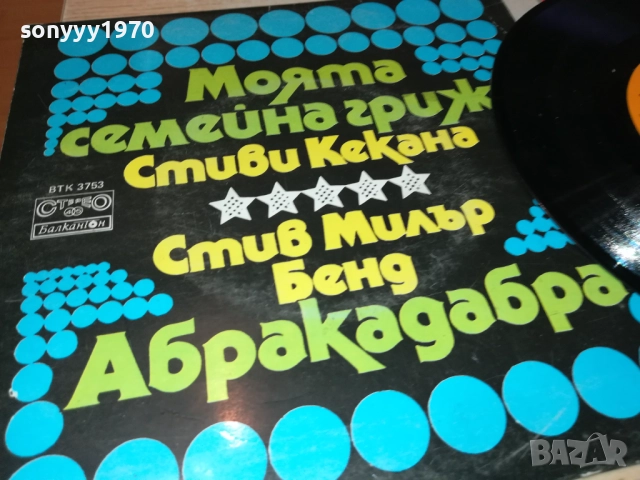 sonyyy1970
Моята
семейна гриж
Стиви Кекана
ВТК 3753
СТЕРЕО
Балкантон
Стив Милър
Бенд
Абракадабра
BAZAR